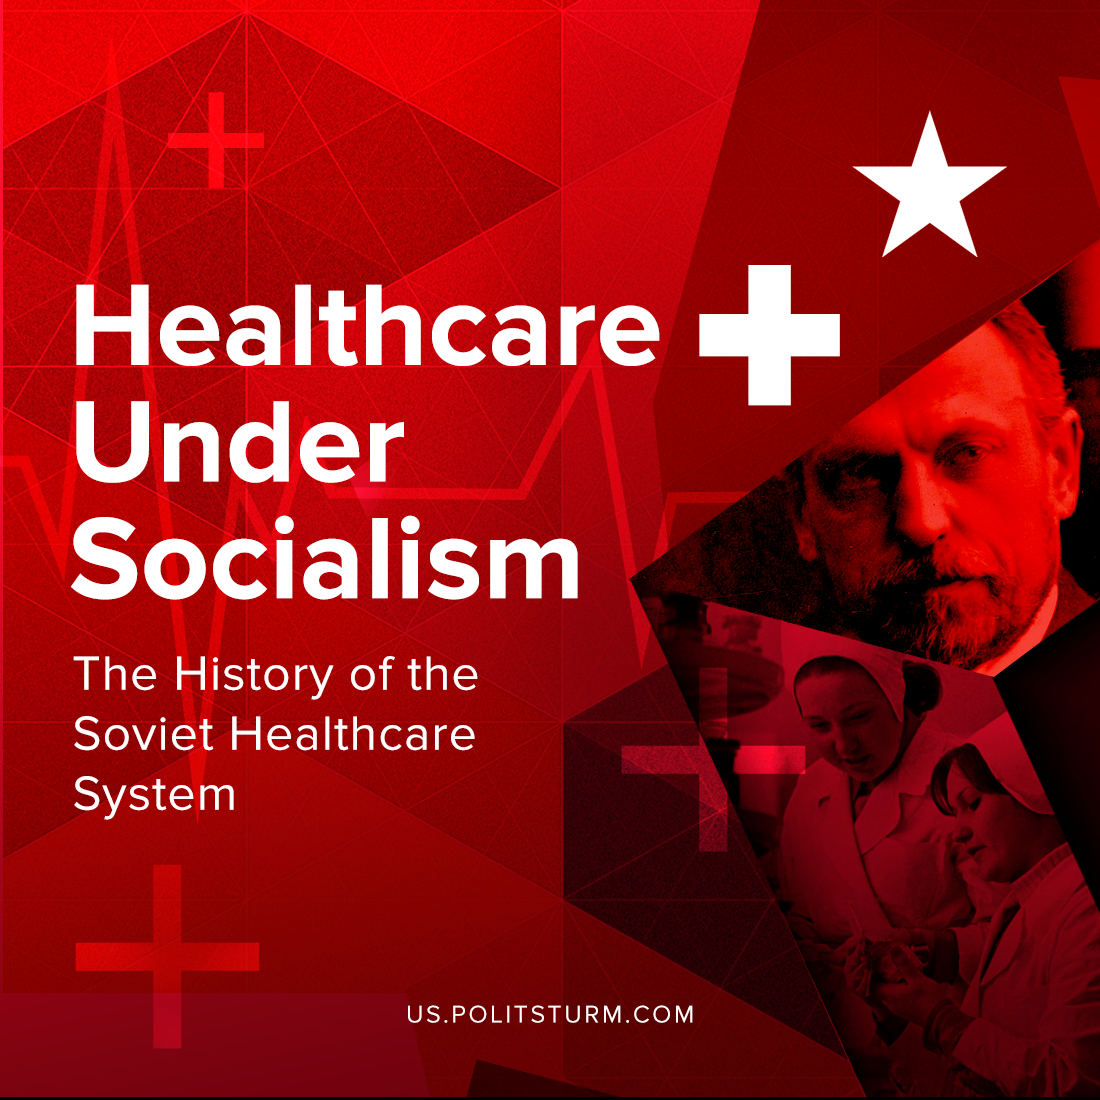 Healthcare
Under
Socialism
The History of the
Soviet Healthcare
System
US.POLITSTURM.COM